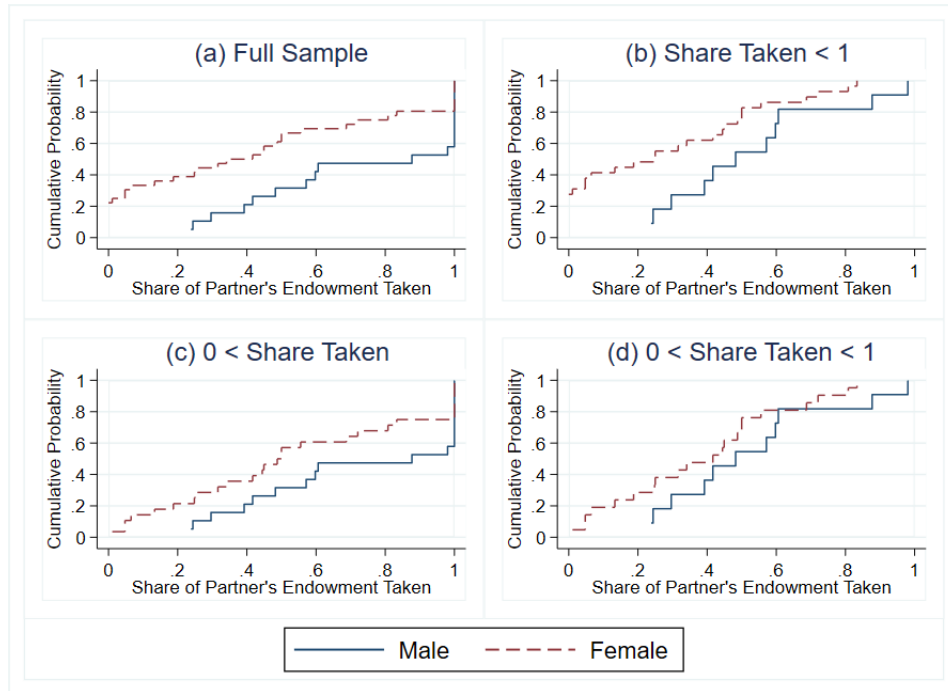 (a) Full Sample
Cumulative Probability
1
.8
.6
.4
.2
0
0 .2 .4 .6 .8 1
Share of Partner's Endowment Taken
(b) Share Taken < 1
Cumulative Probability
1
.8
.6
.4
.2
0
0 .2 .4 .6 .8 1
Share of Partner's Endowment Taken
(c) 0 < Share Taken
Cumulative Probability
1
.8
.6
.4
.2
0
0 .2 .4 .6 .8 1
Share of Partner's Endowment Taken
(d) 0 < Share Taken < 1
Cumulative Probability
1
.8
.6
.4
.2
0
0 .2 .4 .6 .8 1
Share of Partner's Endowment Taken
Male Female